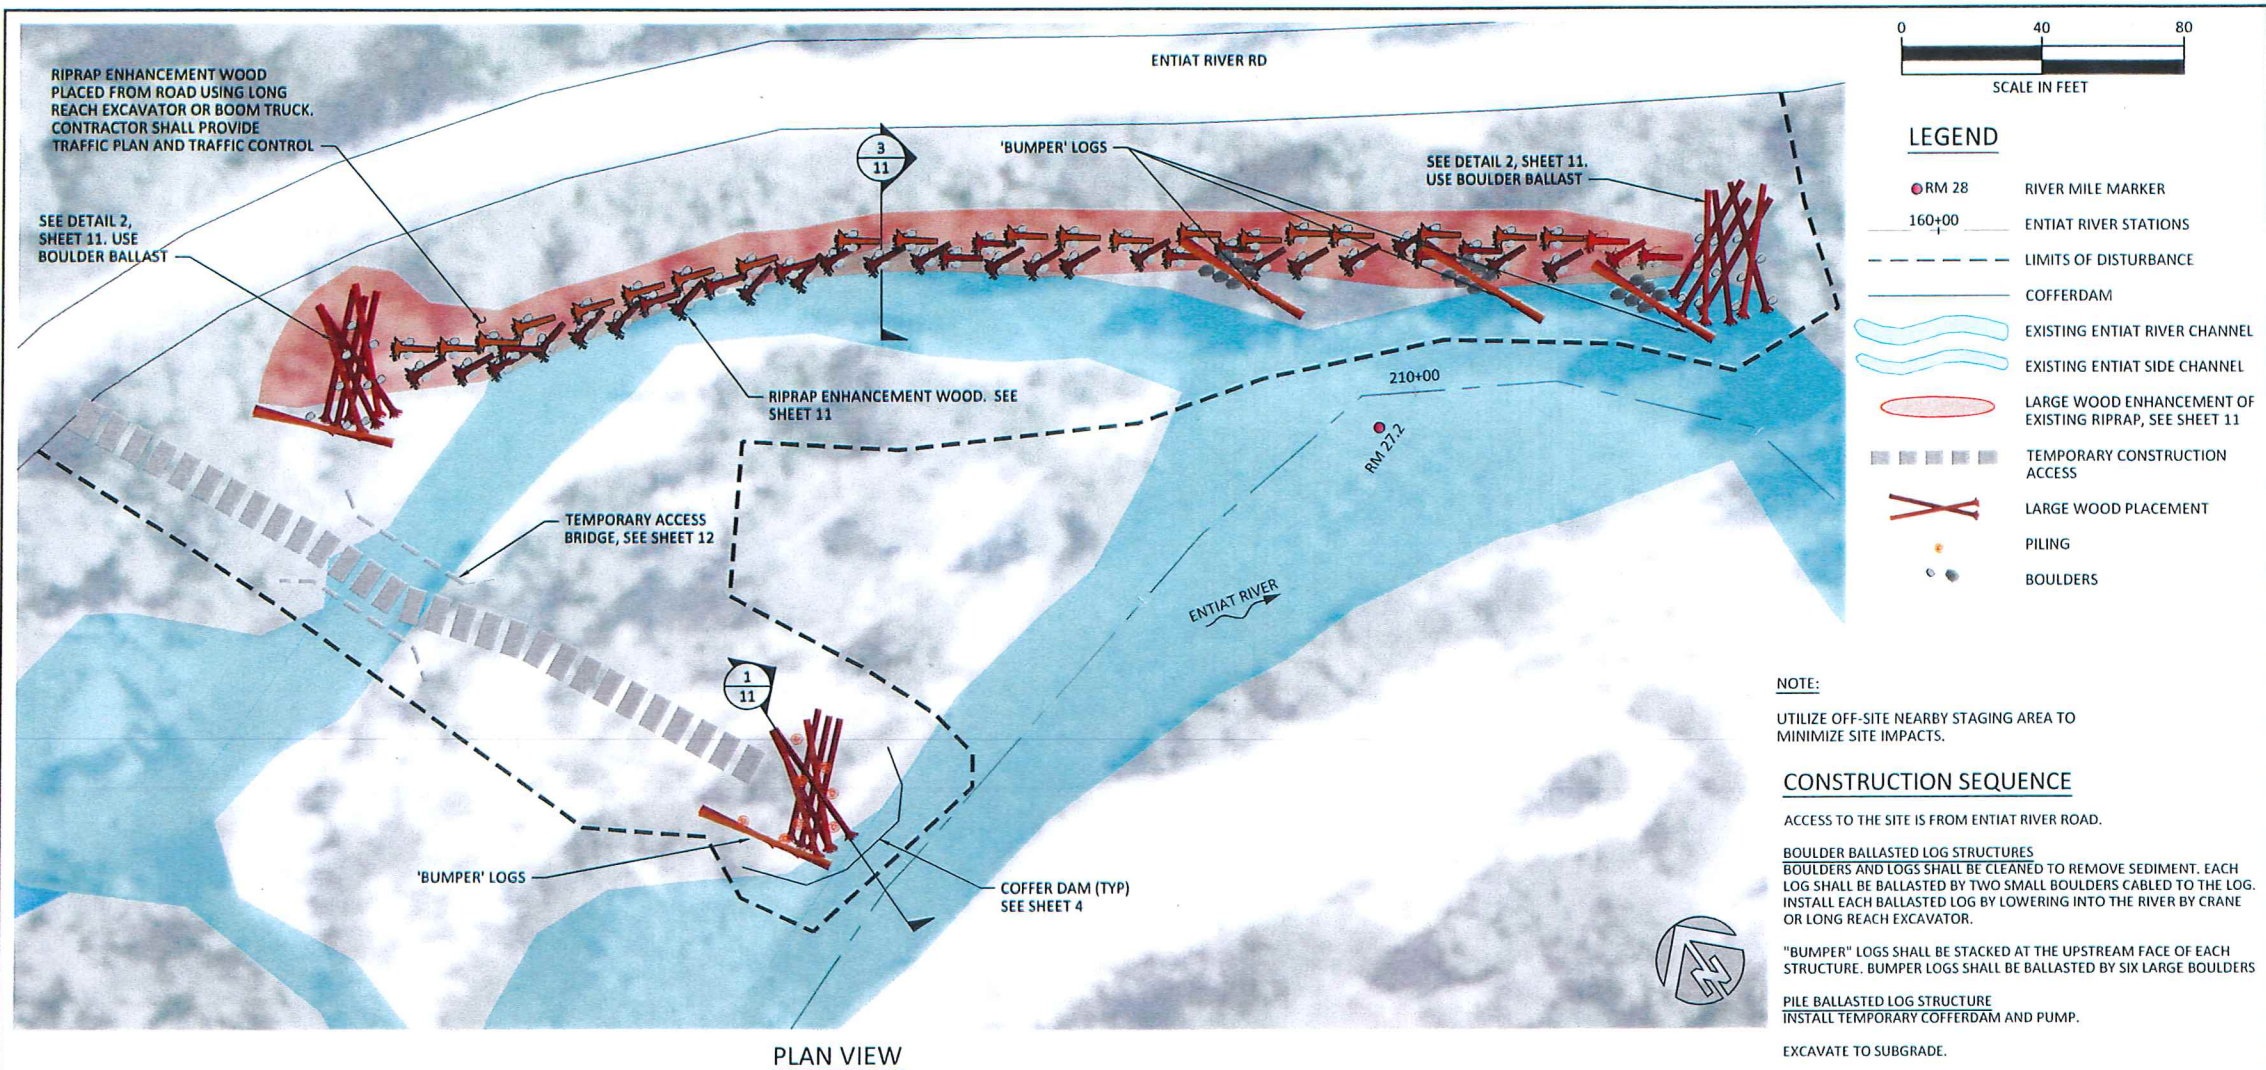 ENTIAT RIVER RD
RIPRAP ENHANCEMENT WOOD
PLACED FROM ROAD USING LONG
REACH EXCAVATOR OR BOOM TRUCK.
CONTRACTOR SHALL PROVIDE
TRAFFIC PLAN AND TRAFFIC CONTROL
3
11
'BUMPER' LOGS
SEE DETAIL 2, SHEET 11.
USE BOULDER BALLAST
SEE DETAIL 2,
SHEET 11. USE
BOULDER BALLAST
RIPRAP ENHANCEMENT WOOD. SEE
SHEET 11
210+00
RM 27.2
TEMPORARY ACCESS
BRIDGE, SEE SHEET 12
ENTIAT RIVER
1
11
'BUMPER' LOGS
COFFER DAM (TYP)
SEE SHEET 4
PLAN VIEW
0 40 80
SCALE IN FEET
LEGEND
RM 28 RIVER MILE MARKER
160+00 ENTIAT RIVER STATIONS
LIMITS OF DISTURBANCE
COFFERDAM
EXISTING ENTIAT RIVER CHANNEL
EXISTING ENTIAT SIDE CHANNEL
LARGE WOOD ENHANCEMENT OF
EXISTING RIPRAP, SEE SHEET 11
TEMPORARY CONSTRUCTION
ACCESS
LARGE WOOD PLACEMENT
PILING
BOULDERS
NOTE:
UTILIZE OFF-SITE NEARBY STAGING AREA TO
MINIMIZE SITE IMPACTS.
CONSTRUCTION SEQUENCE
ACCESS TO THE SITE IS FROM ENTIAT RIVER ROAD.
BOULDER BALLASTED LOG STRUCTURES
BOULDERS AND LOGS SHALL BE CLEANED TO REMOVE SEDIMENT. EACH
LOG SHALL BE BALLASTED BY TWO SMALL BOULDERS CABLED TO THE LOG.
INSTALL EACH BALLASTED LOG BY LOWERING INTO THE RIVER BY CRANE
OR LONG REACH EXCAVATOR.
"BUMPER" LOGS SHALL BE STACKED AT THE UPSTREAM FACE OF EACH
STRUCTURE. BUMPER LOGS SHALL BE BALLASTED BY SIX LARGE BOULDERS
PILE BALLASTED LOG STRUCTURE
INSTALL TEMPORARY COFFERDAM AND PUMP.
EXCAVATE TO SUBGRADE.
N